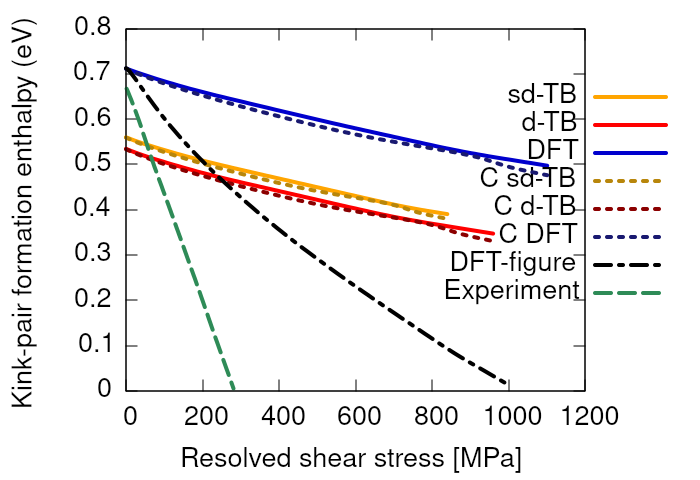 Kink-pair formation enthalpy (eV)
0.8
0.7
0.6
0.5
0.4
0.3
0.2
0.1
0
sd-TB
d-TB
DFT
C sd-TB
C d-TB
C DFT
DFT-figure
Experiment
0 200 400 600 800 1000 1200
Resolved shear stress [MPa]